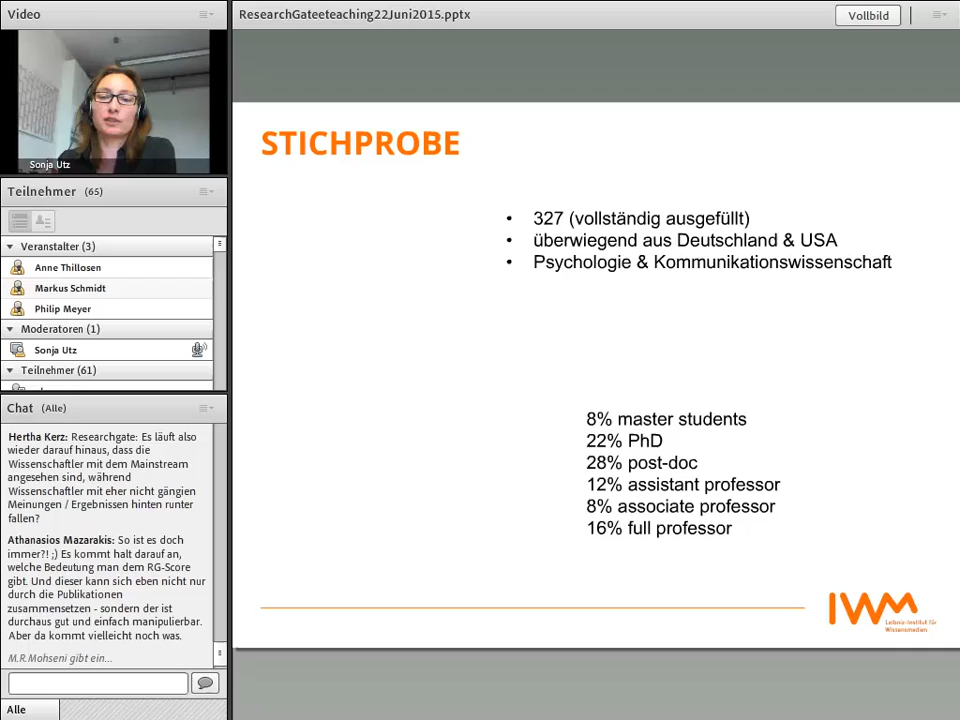 Video
ResearchGateeteaching22Juni2015.pptx
Vollbild
Sonja Utz
Teilnehmer (65)
Veranstalter (3)
Anne Thillosen
Markus Schmidt
Philip Meyer
Moderatoren (1)
Sonja Utz
Teilnehmer (61)
Chat (Alle)
Hertha Kerz: Researchgate: Es läuft also
wieder darauf hinaus, dass die
Wissenschaftler mit dem Mainstream
angesehen sind, während
Wissenschaftler mit eher nicht gängien
Meinungen / Ergebnissen hinten runter
fallen?
Athanasios Mazarakis: So ist es doch
immer?! ;) Es kommt halt darauf an,
welche Bedeutung man dem RG-Score
gibt. Und dieser kann sich eben nicht nur
durch die Publikationen
zusammensetzen - sondern der ist
durchaus gut und einfach manipulierbar.
Aber da kommt vielleicht noch was.
M.R.Mohseni gibt ein...
Alle
STICHPROBE
• 327 (vollständig ausgefüllt)
• überwiegend aus Deutschland & USA
• Psychologie & Kommunikationswissenschaft
8% master students
22% PhD
28% post-doc
12% assistant professor
8% associate professor
16% full professor
IWM
Leibniz-Institut für
Wissensmedien